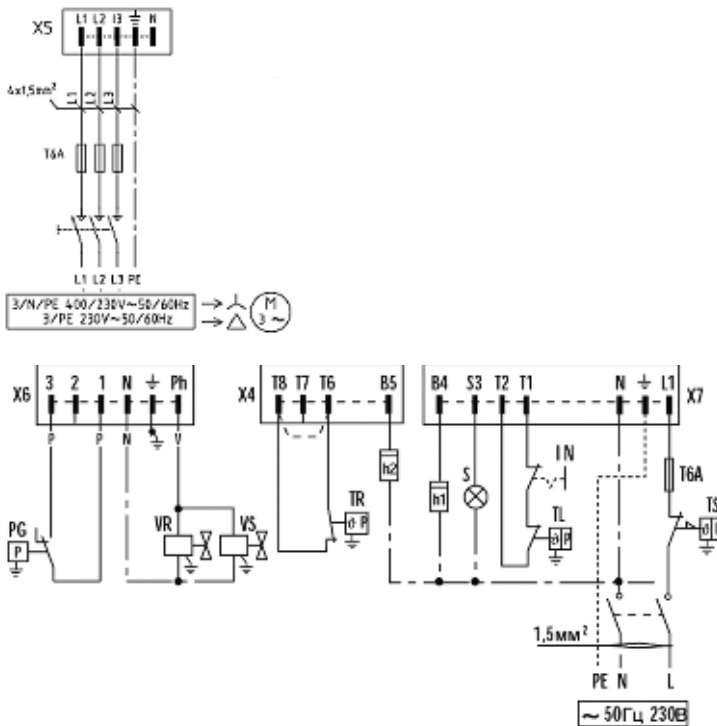 X5 L1 L2 l3 N
4x1,5mm²
L1 L2 L3
T6A
L1 L2 L3 PE
3/N/PE 400/230V~50/60Hz
3/PE 230V~50/60Hz
M
3 ~
X6 3 2 1 N Ph
X4 T8 T7 T6 B5
B4 S3 T2 T1 N L1 X7
P P N V
h2
h1
S
IN
T6A
PG
P
VR VS
TR
ϑ P
TL
ϑ P
TS
1,5мм²
PE N L
~ 50Гц 230В